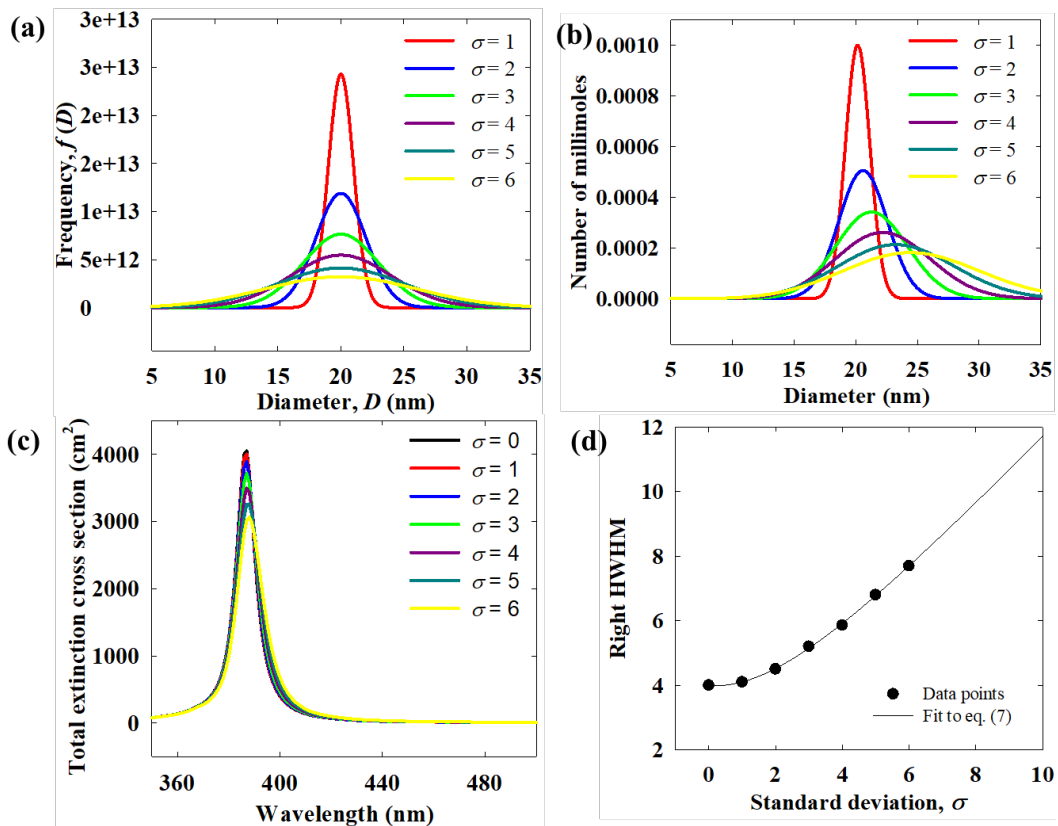 (a)
Frequency, f (D)
3e+13
3e+13
2e+13
2e+13
1e+13
5e+12
0
σ = 1
σ = 2
σ = 3
σ = 4
σ = 5
σ = 6
5 10 15 20 25 30 35
Diameter, D (nm)
(b)
Number of millimoles
0.0010
0.0008
0.0006
0.0004
0.0002
0.0000
σ = 1
σ = 2
σ = 3
σ = 4
σ = 5
σ = 6
5 10 15 20 25 30 35
Diameter (nm)
(c)
Total extinction cross section (cm²)
4000
3000
2000
1000
0
σ = 0
σ = 1
σ = 2
σ = 3
σ = 4
σ = 5
σ = 6
360 400 440 480
Wavelength (nm)
(d)
Right HWHM
12
10
8
6
4
2
Data points
Fit to eq. (7)
0 2 4 6 8 10
Standard deviation, σ